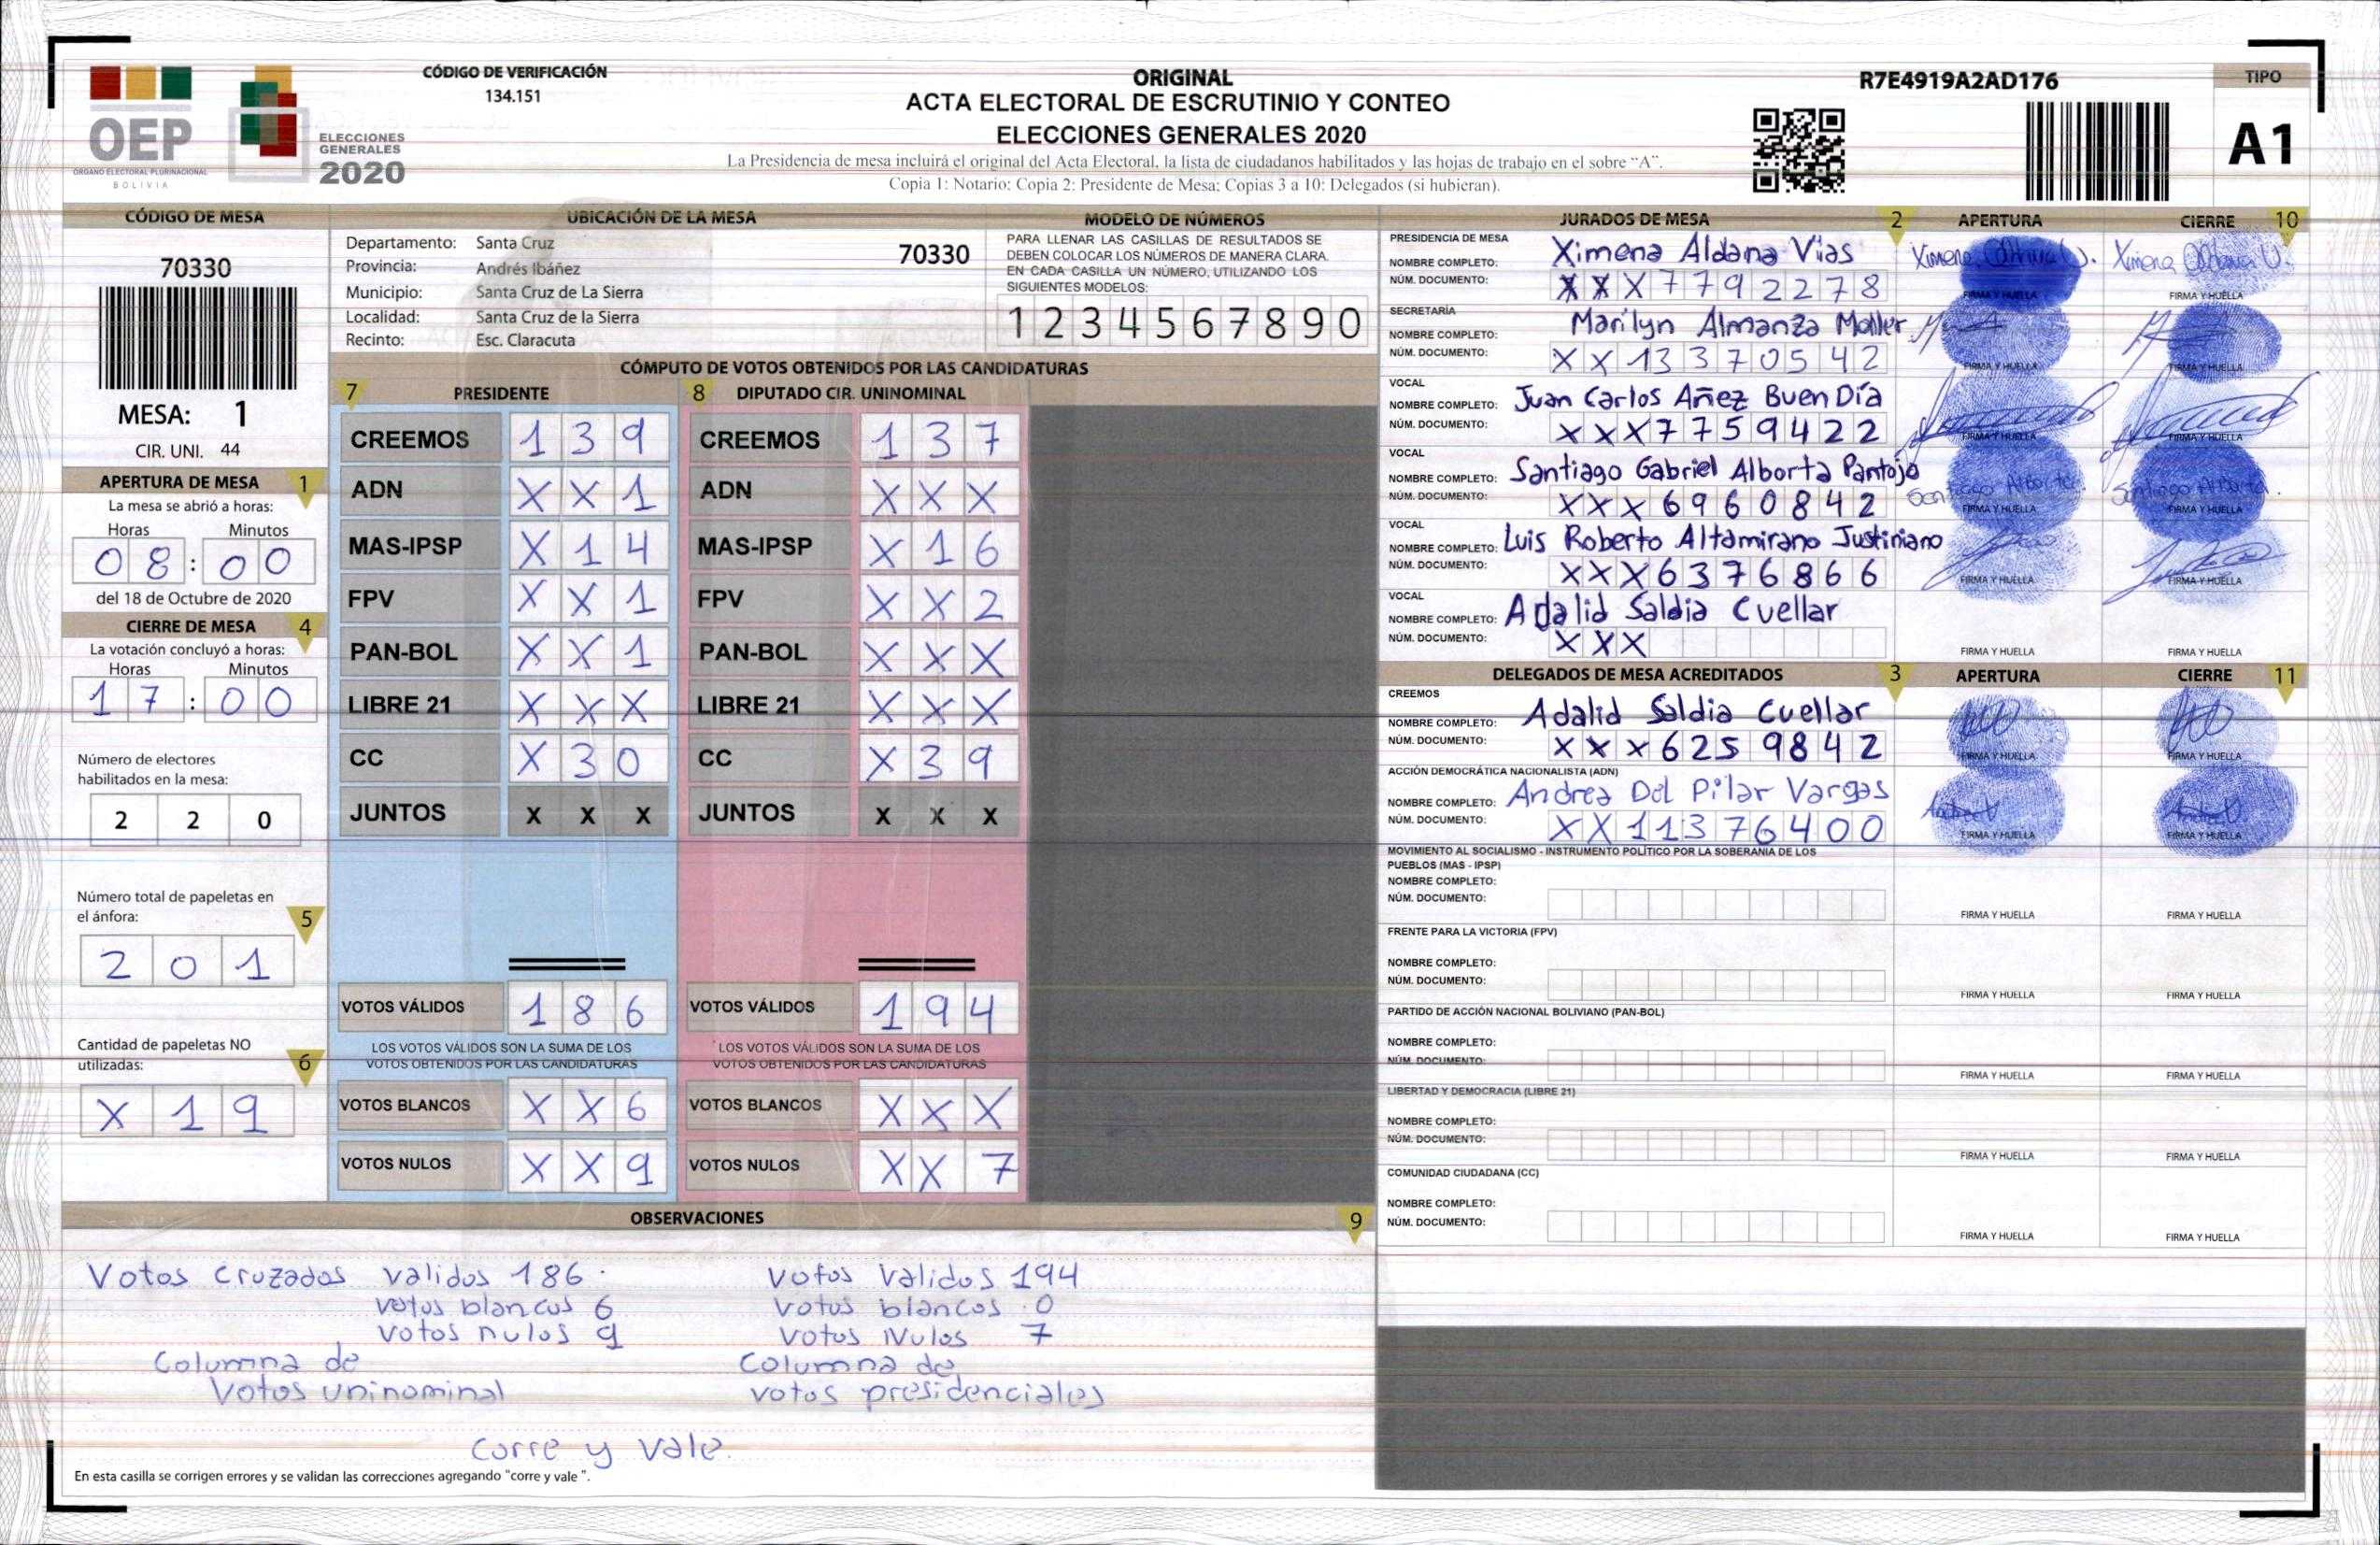 CÓDIGO DE VERIFICACIÓN
134.151
OEP
ÓRGANO ELECTORAL PLURINACIONAL
BOLIVIA
ELECCIONES
GENERALES
2020
ORIGINAL
ACTA ELECTORAL DE ESCRUTINIO Y CONTEO
ELECCIONES GENERALES 2020
La Presidencia de mesa incluirá el original del Acta Electoral, la lista de ciudadanos habilitados y las hojas de trabajo en el sobre "A".
Copia 1: Notario: Copia 2: Presidente de Mesa: Copias 3 a 10: Delegados (si hubieran).
R7E4919A2AD176
TIPO
A1
CÓDIGO DE MESA
70330
MESA: 1
CIR. UNI. 44
APERTURA DE MESA 1
La mesa se abrió a horas:
Horas Minutos
08:00
del 18 de Octubre de 2020
CIERRE DE MESA 4
La votación concluyó a horas:
Horas Minutos
17:00
Número de electores
habilitados en la mesa:
2 2 0
Número total de papeletas en
el ánfora: 5
2 0 1
Cantidad de papeletas NO
utilizadas: 6
X 1 9
UBICACIÓN DE LA MESA
Departamento: Santa Cruz 70330
Provincia: Andrés Ibáñez
Municipio: Santa Cruz de La Sierra
Localidad: Santa Cruz de la Sierra
Recinto: Esc. Claracuta
MODELO DE NÚMEROS
PARA LLENAR LAS CASILLAS DE RESULTADOS SE
DEBEN COLOCAR LOS NÚMEROS DE MANERA CLARA.
EN CADA CASILLA UN NÚMERO, UTILIZANDO LOS
SIGUIENTES MODELOS:
1 2 3 4 5 6 7 8 9 0
CÓMPUTO DE VOTOS OBTENIDOS POR LAS CANDIDATURAS
7 PRESIDENTE
CREEMOS 1 3 9
ADN X X 1
MAS-IPSP X 1 4
FPV X X 1
PAN-BOL X X 1
LIBRE 21 X X X
CC X 3 0
JUNTOS X X X
VOTOS VÁLIDOS 1 8 6
LOS VOTOS VÁLIDOS SON LA SUMA DE LOS
VOTOS OBTENIDOS POR LAS CANDIDATURAS
VOTOS BLANCOS X X 6
VOTOS NULOS X X 9
8 DIPUTADO CIR. UNINOMINAL
CREEMOS 1 3 7
ADN X X X
MAS-IPSP X 1 6
FPV X X 2
PAN-BOL X X X
LIBRE 21 X X X
CC X 3 9
JUNTOS X X X
VOTOS VÁLIDOS 1 9 4
LOS VOTOS VÁLIDOS SON LA SUMA DE LOS
VOTOS OBTENIDOS POR LAS CANDIDATURAS
VOTOS BLANCOS X X X
VOTOS NULOS X X 7
OBSERVACIONES 9
Votos Cruzados validos 186
votos blancos 6
votos nulos 9
Columna de
Votos uninominal
Votos Validos 194
Votos blancos 0
Votos Nulos 7
Columna de
votos presidenciales
Corre y Vale.
En esta casilla se corrigen errores y se validan las correcciones agregando "corre y vale ".
JURADOS DE MESA 2 APERTURA CIERRE 10
PRESIDENCIA DE MESA
NOMBRE COMPLETO: Ximena Aldana Vias
NÚM. DOCUMENTO: X X X 7 7 9 2 2 7 8
FIRMA Y HUELLA FIRMA Y HUELLA
SECRETARÍA
NOMBRE COMPLETO: Marilyn Almanza Moller
NÚM. DOCUMENTO: X X 1 3 3 7 0 5 4 2
FIRMA Y HUELLA FIRMA Y HUELLA
VOCAL
NOMBRE COMPLETO: Juan Carlos Añez Buen Día
NÚM. DOCUMENTO: X X X 7 7 5 9 4 2 2
FIRMA Y HUELLA FIRMA Y HUELLA
VOCAL
NOMBRE COMPLETO: Santiago Gabriel Alborta Pantoja
NÚM. DOCUMENTO: X X X 6 9 6 0 8 4 2
FIRMA Y HUELLA FIRMA Y HUELLA
VOCAL
NOMBRE COMPLETO: Luis Roberto Altamirano Justiniano
NÚM. DOCUMENTO: X X X 6 3 7 6 8 6 6
FIRMA Y HUELLA FIRMA Y HUELLA
VOCAL
NOMBRE COMPLETO: Adalid Saldia Cuellar
NÚM. DOCUMENTO: X X X
FIRMA Y HUELLA FIRMA Y HUELLA
DELEGADOS DE MESA ACREDITADOS 3 APERTURA CIERRE 11
CREEMOS
NOMBRE COMPLETO: Adalid Saldia Cuellar
NÚM. DOCUMENTO: X X X 6 2 5 9 8 4 2
FIRMA Y HUELLA FIRMA Y HUELLA
ACCIÓN DEMOCRÁTICA NACIONALISTA (ADN)
NOMBRE COMPLETO: Andrea Del Pilar Vargas
NÚM. DOCUMENTO: X X 1 1 3 7 6 4 0 0
FIRMA Y HUELLA FIRMA Y HUELLA
MOVIMIENTO AL SOCIALISMO - INSTRUMENTO POLÍTICO POR LA SOBERANÍA DE LOS
PUEBLOS (MAS - IPSP)
NOMBRE COMPLETO:
NÚM. DOCUMENTO:
FIRMA Y HUELLA FIRMA Y HUELLA
FRENTE PARA LA VICTORIA (FPV)
NOMBRE COMPLETO:
NÚM. DOCUMENTO:
FIRMA Y HUELLA FIRMA Y HUELLA
PARTIDO DE ACCIÓN NACIONAL BOLIVIANO (PAN-BOL)
NOMBRE COMPLETO:
NÚM. DOCUMENTO:
FIRMA Y HUELLA FIRMA Y HUELLA
LIBERTAD Y DEMOCRACIA (LIBRE 21)
NOMBRE COMPLETO:
NÚM. DOCUMENTO:
FIRMA Y HUELLA FIRMA Y HUELLA
COMUNIDAD CIUDADANA (CC)
NOMBRE COMPLETO:
NÚM. DOCUMENTO:
FIRMA Y HUELLA FIRMA Y HUELLA